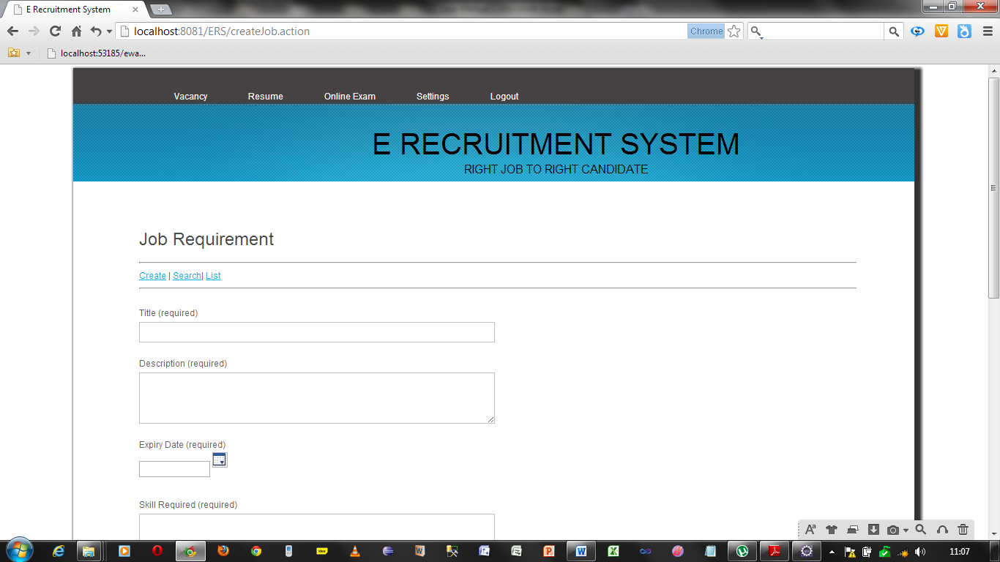 E Recruitment System
localhost:8081/ERS/createJob.action
Chrome
localhost:53185/ewa...
Vacancy Resume Online Exam Settings Logout
E RECRUITMENT SYSTEM
RIGHT JOB TO RIGHT CANDIDATE
Job Requirement
Create | Search| List
Title (required)
Description (required)
Expiry Date (required)
Skill Required (required)
11:07